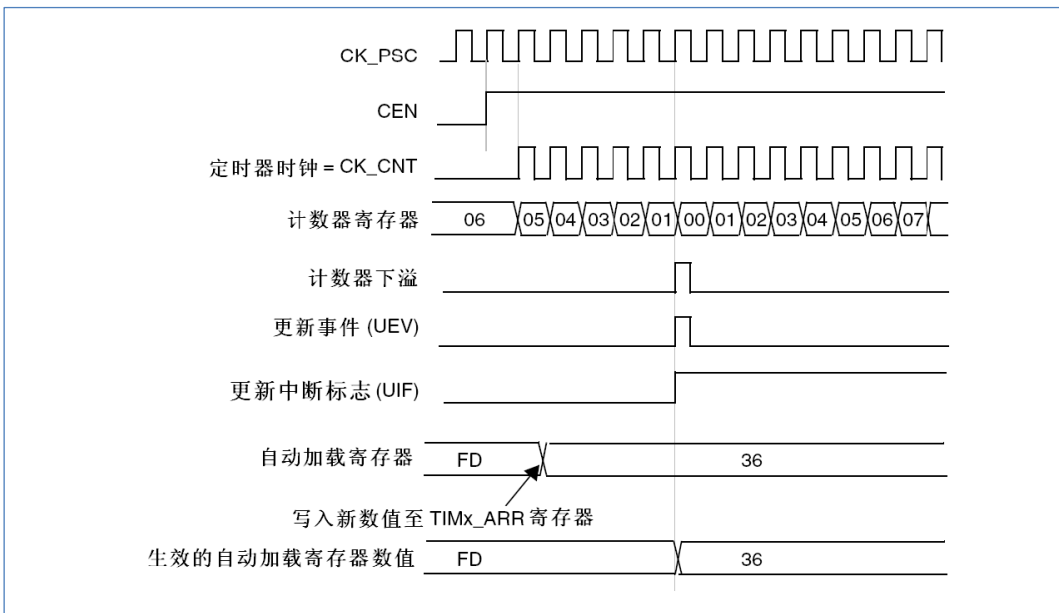 CK_PSC
CEN
定时器时钟 = CK_CNT
计数器寄存器 06 05 04 03 02 01 00 01 02 03 04 05 06 07
计数器下溢
更新事件 (UEV)
更新中断标志 (UIF)
自动加载寄存器 FD 36
写入新数值至 TIMx_ARR 寄存器
生效的自动加载寄存器数值 FD 36